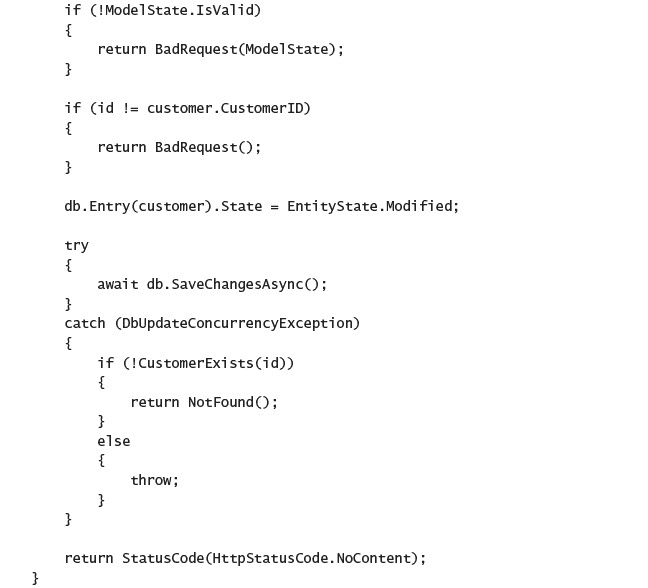 if (!ModelState.IsValid)
{
return BadRequest(ModelState);
}
if (id != customer.CustomerID)
{
return BadRequest();
}
db.Entry(customer).State = EntityState.Modified;
try
{
await db.SaveChangesAsync();
}
catch (DbUpdateConcurrencyException)
{
if (!CustomerExists(id))
{
return NotFound();
}
else
{
throw;
}
}
return StatusCode(HttpStatusCode.NoContent);
}